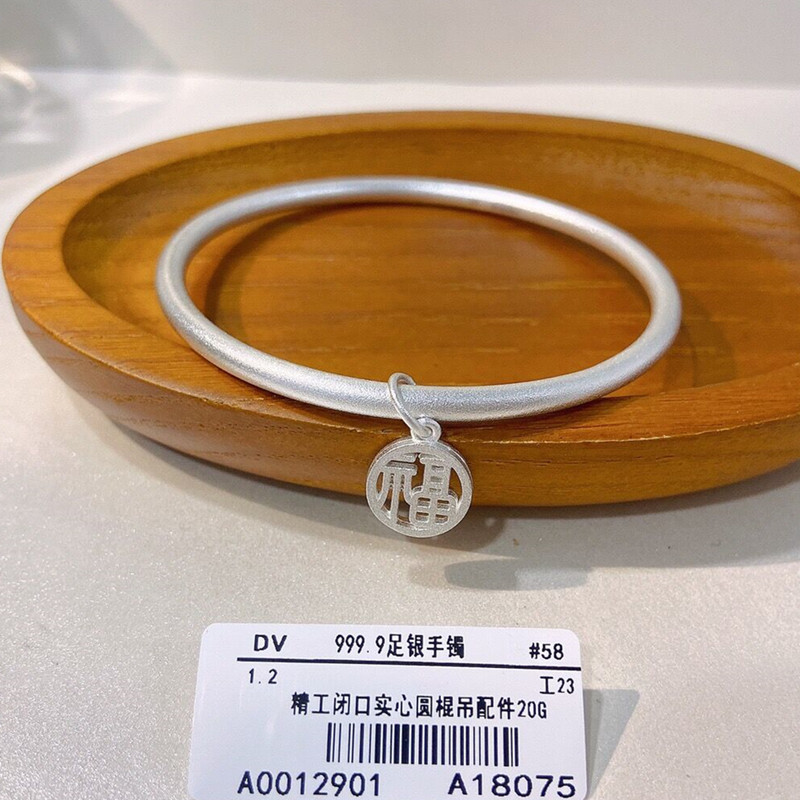 福
DV 999.9足银手镯 #58
1.2 工23
精工闭口实心圆棍吊配件20G
A0012901 A18075